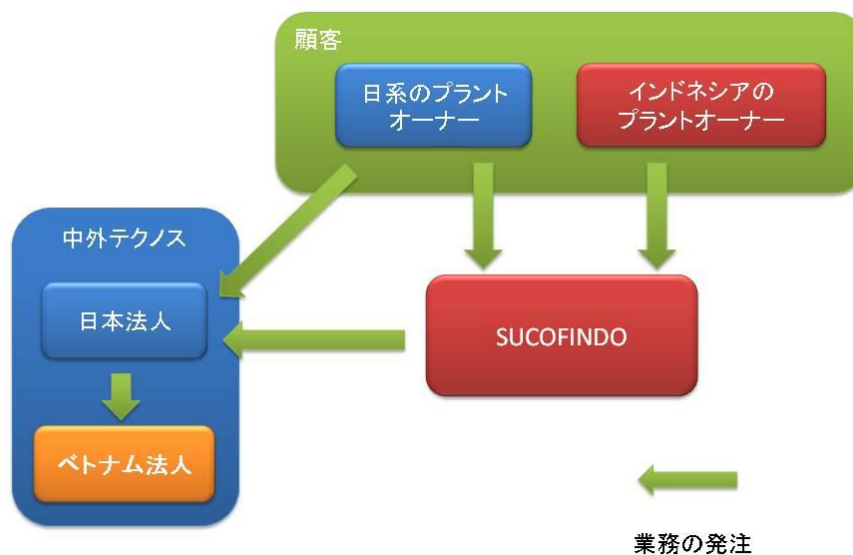 顧客
日系のプラント
オーナー
インドネシアの
プラントオーナー
中外テクノス
日本法人
SUCOFINDO
ベトナム法人
業務の発注